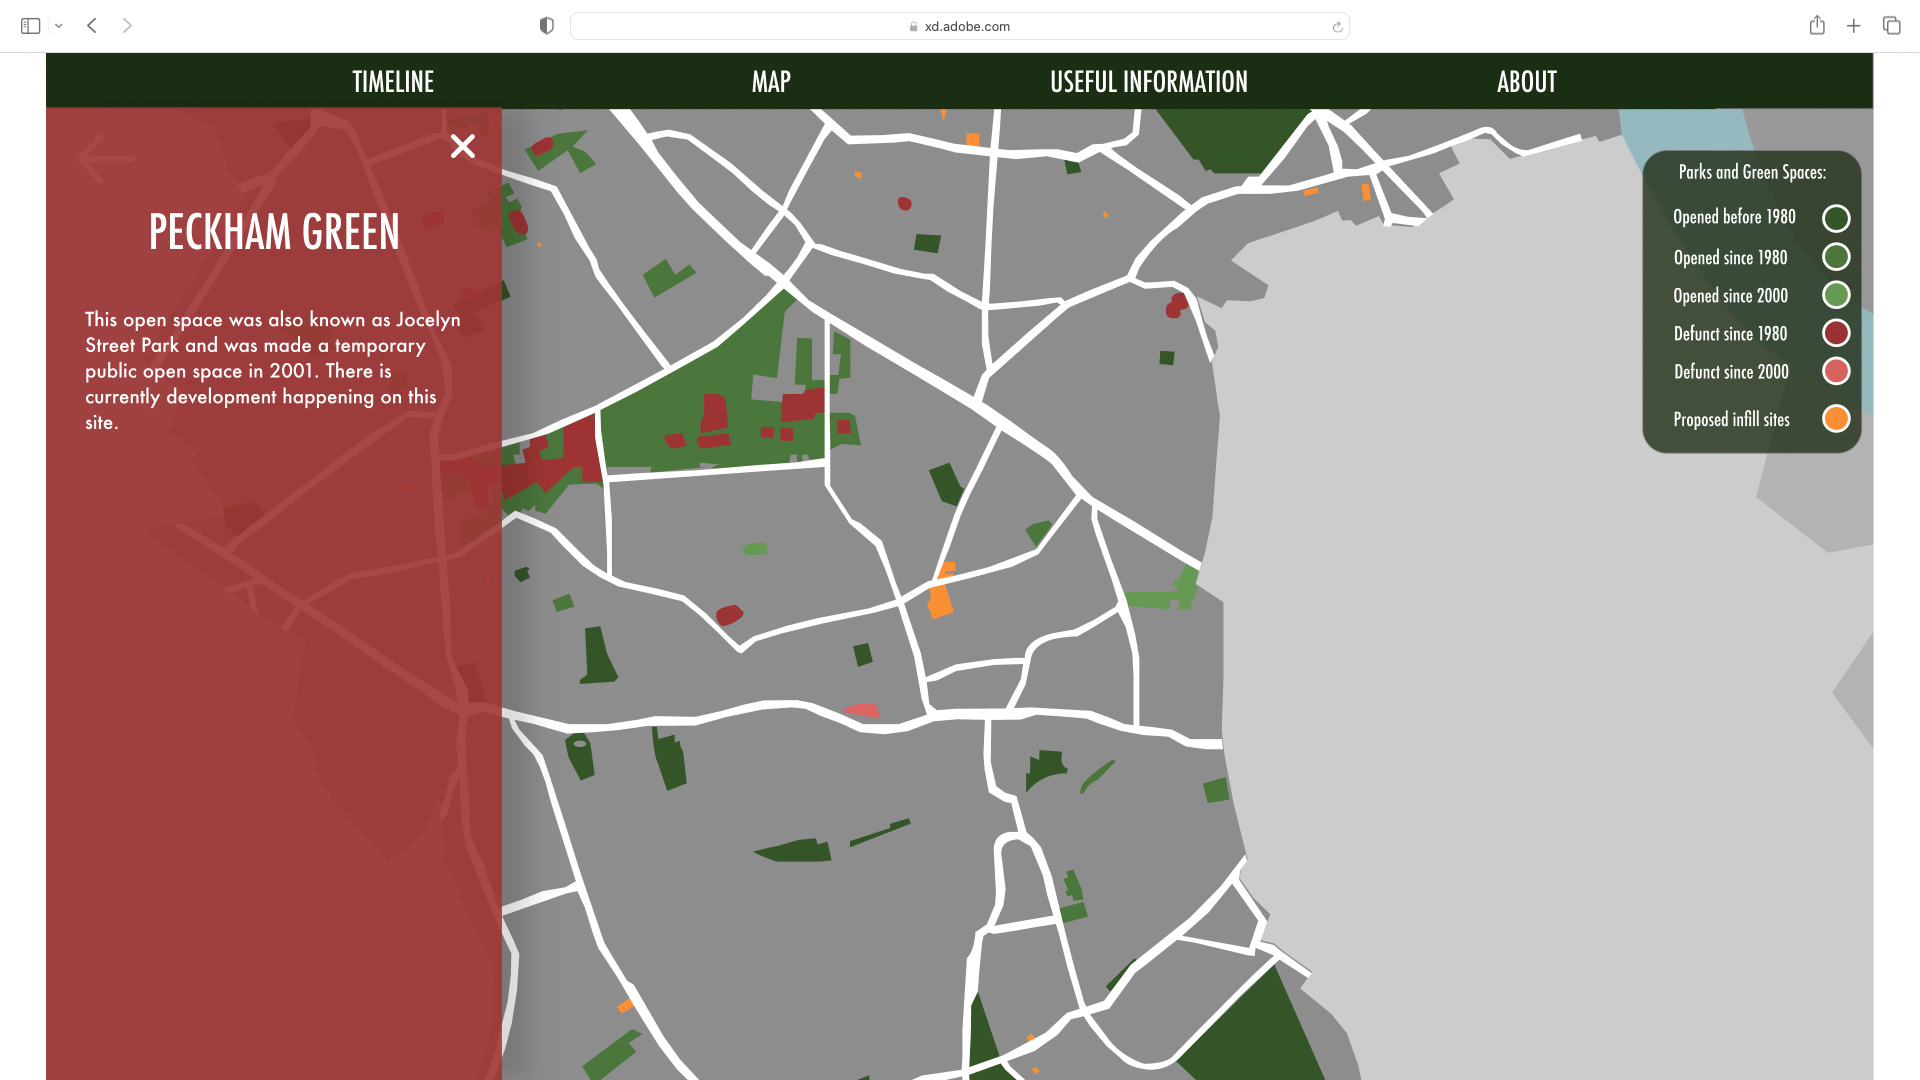 xd.adobe.com
TIMELINE
MAP
USEFUL INFORMATION
ABOUT
PECKHAM GREEN
This open space was also known as Jocelyn
Street Park and was made a temporary
public open space in 2001. There is
currently development happening on this
site.
Parks and Green Spaces:
Opened before 1980
Opened since 1980
Opened since 2000
Defunct since 1980
Defunct since 2000
Proposed infill sites